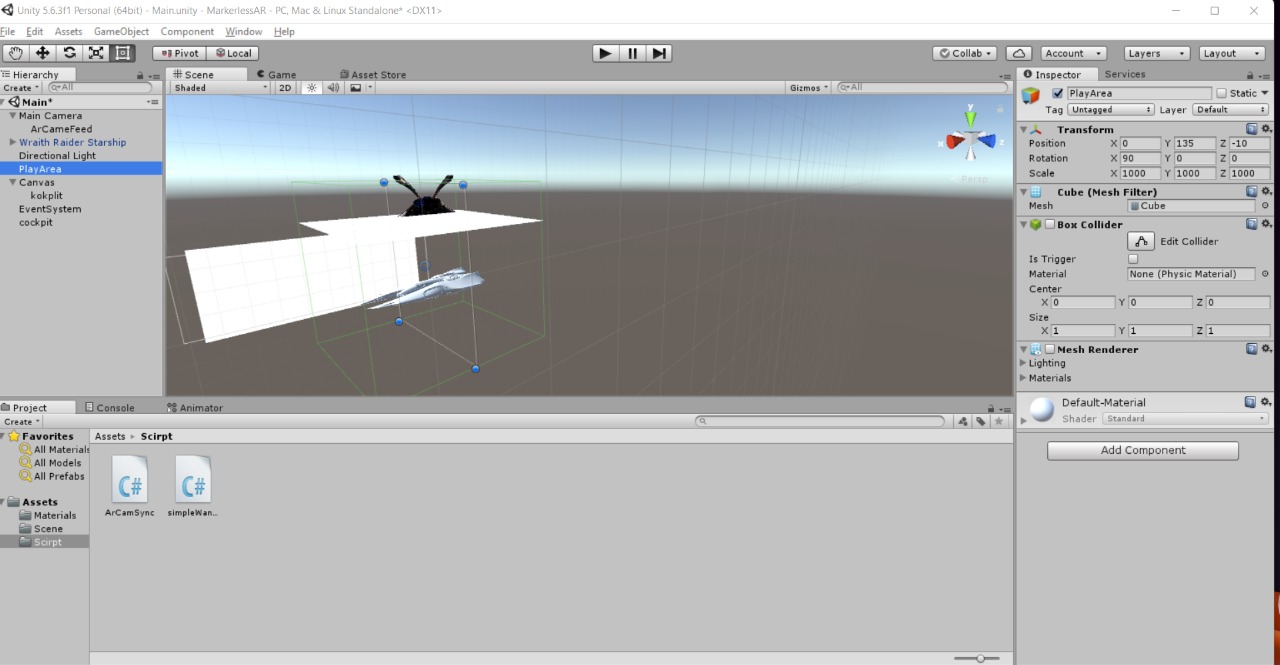 Unity 5.6.3f1 Personal (64bit) - Main.unity - MarkerlessAR - PC, Mac & Linux Standalone* <DX11>
File Edit Assets GameObject Component Window Help
Pivot Local Collab Account Layers Layout
Hierarchy
Create All
Main*
Main Camera
ArCameFeed
Wraith Raider Starship
Directional Light
PlayArea
Canvas
kokplit
EventSystem
cockpit
Scene Game Asset Store
Shaded 2D Gizmos All
y
x
z
Persp
Inspector Services
PlayArea Static
Tag Untagged Layer Default
Transform
Position X 0 Y 135 Z -10
Rotation X 90 Y 0 Z 0
Scale X 1000 Y 1000 Z 1000
Cube (Mesh Filter)
Mesh Cube
Box Collider
Edit Collider
Is Trigger
Material None (Physic Material)
Center
X 0 Y 0 Z 0
Size
X 1 Y 1 Z 1
Mesh Renderer
Lighting
Materials
Default-Material
Shader Standard
Add Component
Project Console Animator
Create
Favorites
All Materials
All Models
All Prefabs
Assets
Materials
Scene
Scirpt
Assets Scirpt
C# C#
ArCamSync simpleWan...